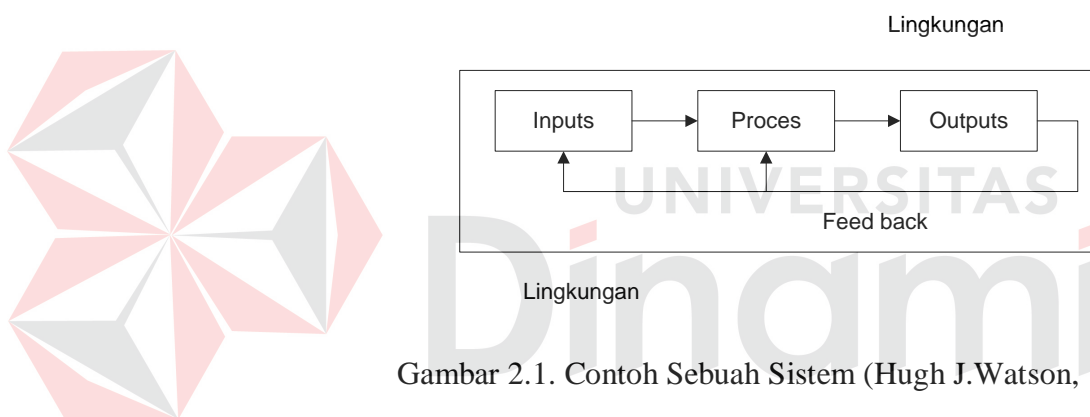 Lingkungan
Inputs
Proces
Outputs
UNIVERSITAS
Feed back
Dinami
Lingkungan
Gambar 2.1. Contoh Sebuah Sistem (Hugh J.Watson,